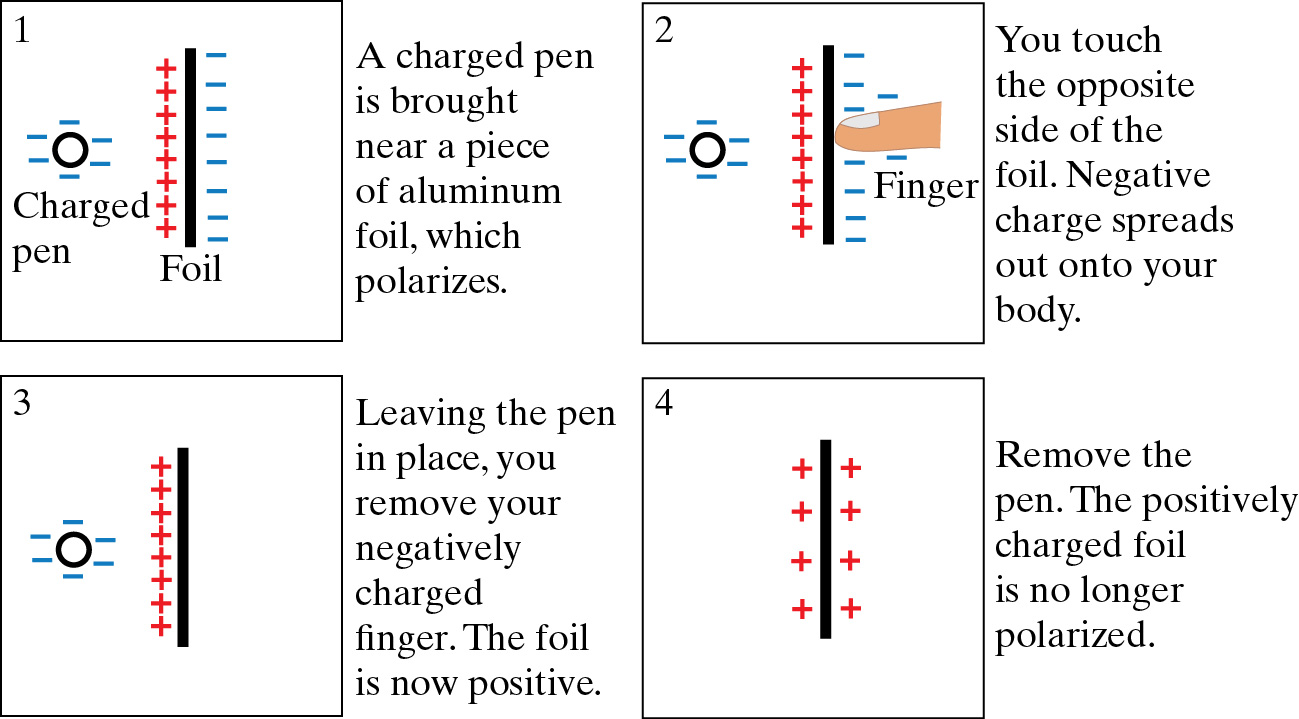 1
A charged pen
is brought
near a piece
of aluminum
foil, which
polarizes.
Charged
pen
Foil
2
You touch
the opposite
side of the
foil. Negative
charge spreads
out onto your
body.
Finger
3
Leaving the pen
in place, you
remove your
negatively
charged
finger. The foil
is now positive.
4
Remove the
pen. The positively
charged foil
is no longer
polarized.